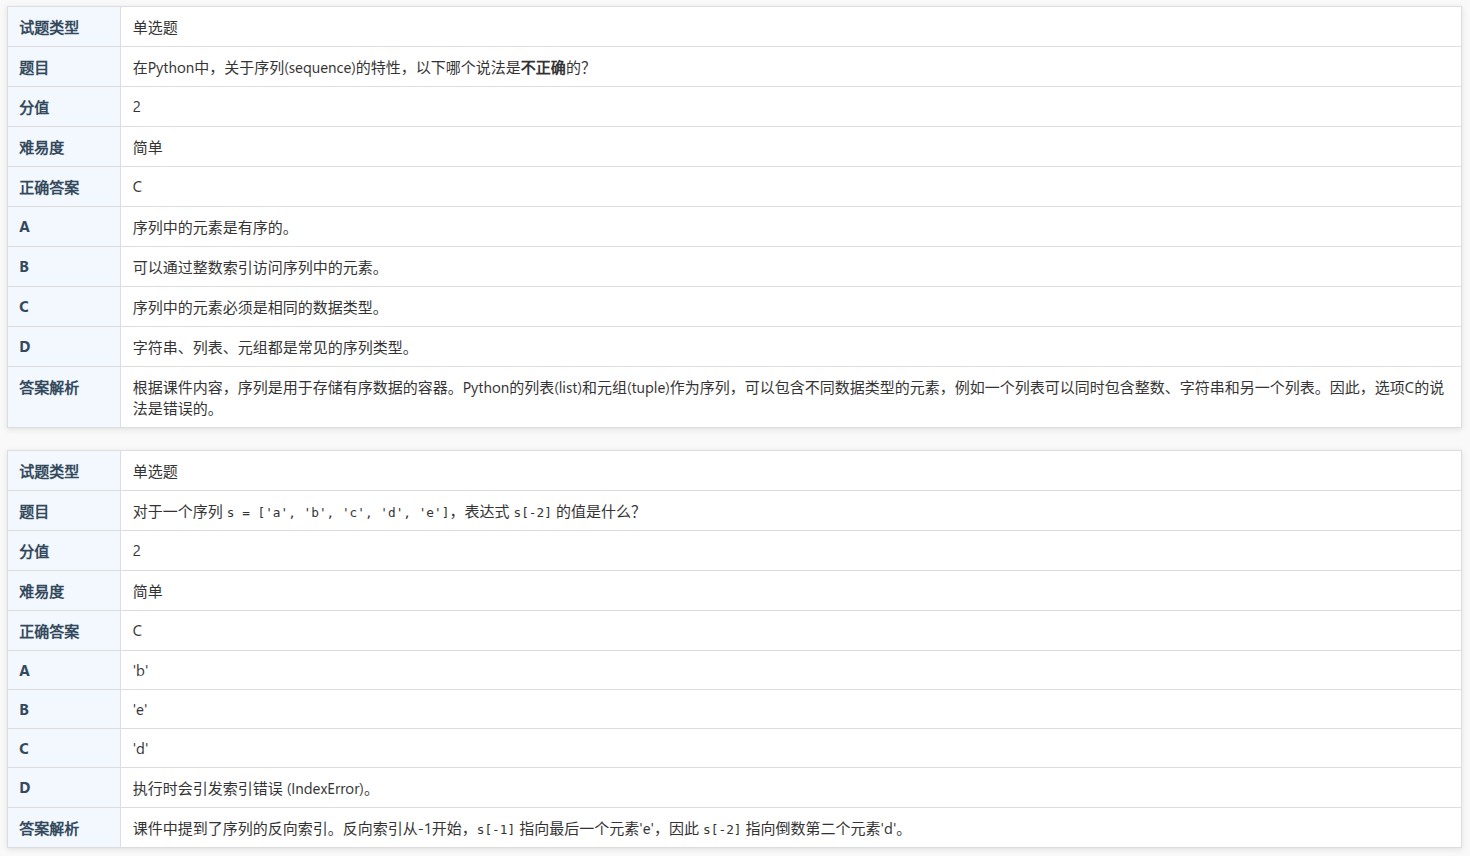 试题类型 单选题
题目 在Python中，关于序列(sequence)的特性，以下哪个说法是不正确的？
分值 2
难易度 简单
正确答案 C
A 序列中的元素是有序的。
B 可以通过整数索引访问序列中的元素。
C 序列中的元素必须是相同的数据类型。
D 字符串、列表、元组都是常见的序列类型。
答案解析 根据课件内容，序列是用于存储有序数据的容器。Python的列表(list)和元组(tuple)作为序列，可以包含不同数据类型的元素，例如一个列表可以同时包含整数、字符串和另一个列表。因此，选项C的说
法是错误的。
试题类型 单选题
题目 对于一个序列 s = ['a', 'b', 'c', 'd', 'e']，表达式 s[-2] 的值是什么？
分值 2
难易度 简单
正确答案 C
A 'b'
B 'e'
C 'd'
D 执行时会引发索引错误 (IndexError)。
答案解析 课件中提到了序列的反向索引。反向索引从-1开始，s[-1] 指向最后一个元素'e'，因此 s[-2] 指向倒数第二个元素'd'。